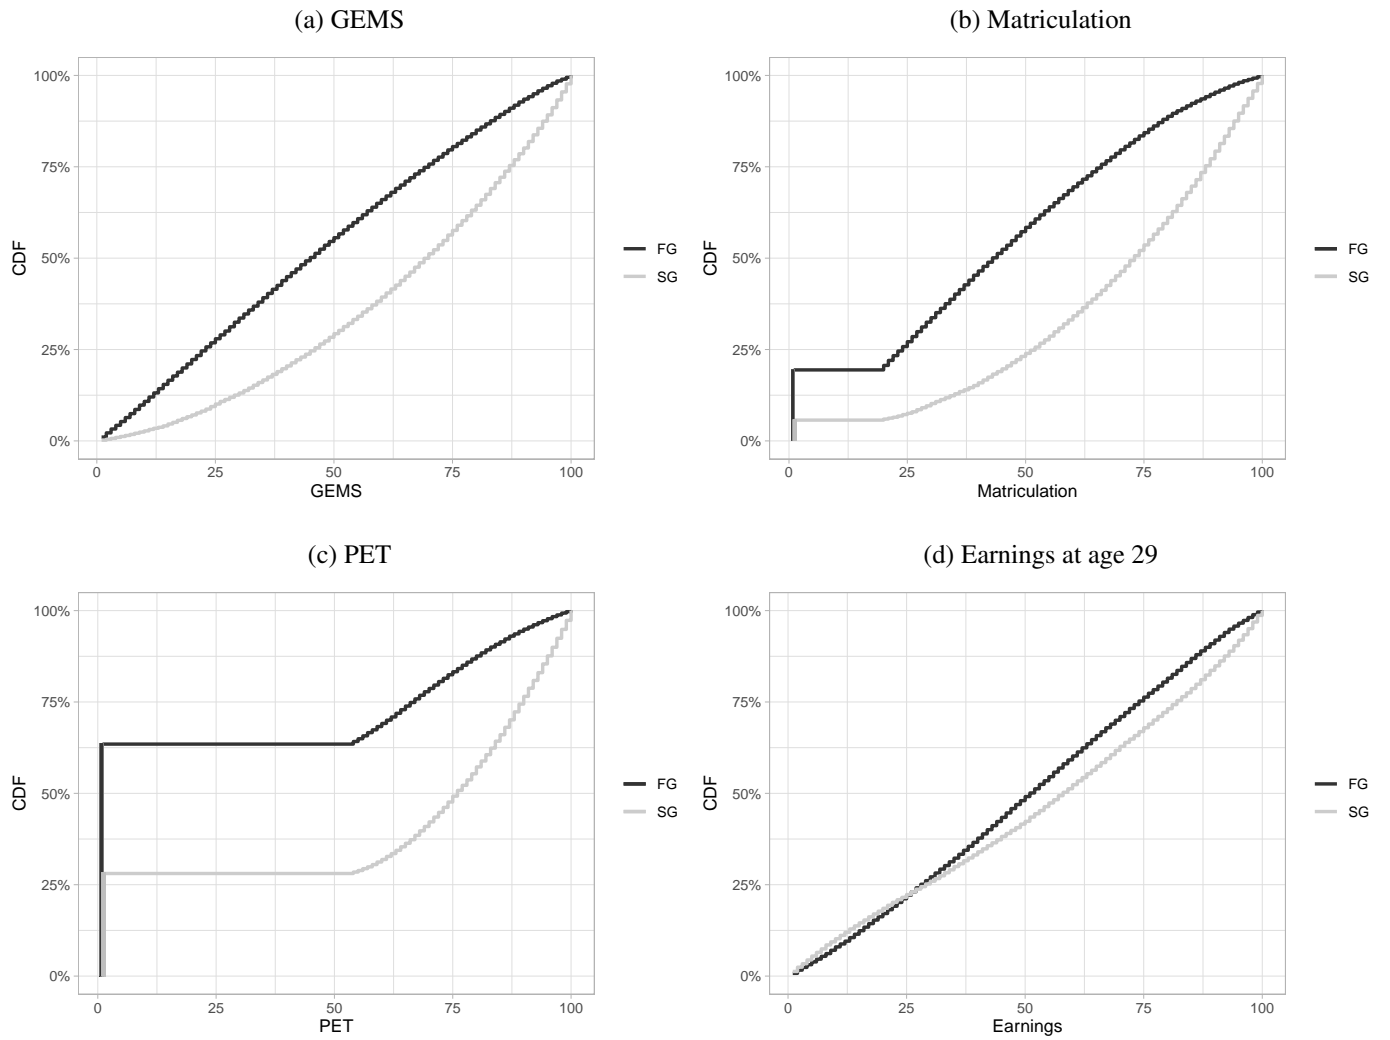 (a) GEMS
100%
75%
50%
25%
0%
CDF
0 25 50 75 100
GEMS
FG
SG
(b) Matriculation
100%
75%
50%
25%
0%
CDF
0 25 50 75 100
Matriculation
FG
SG
(c) PET
100%
75%
50%
25%
0%
CDF
0 25 50 75 100
PET
FG
SG
(d) Earnings at age 29
100%
75%
50%
25%
0%
CDF
0 25 50 75 100
Earnings
FG
SG